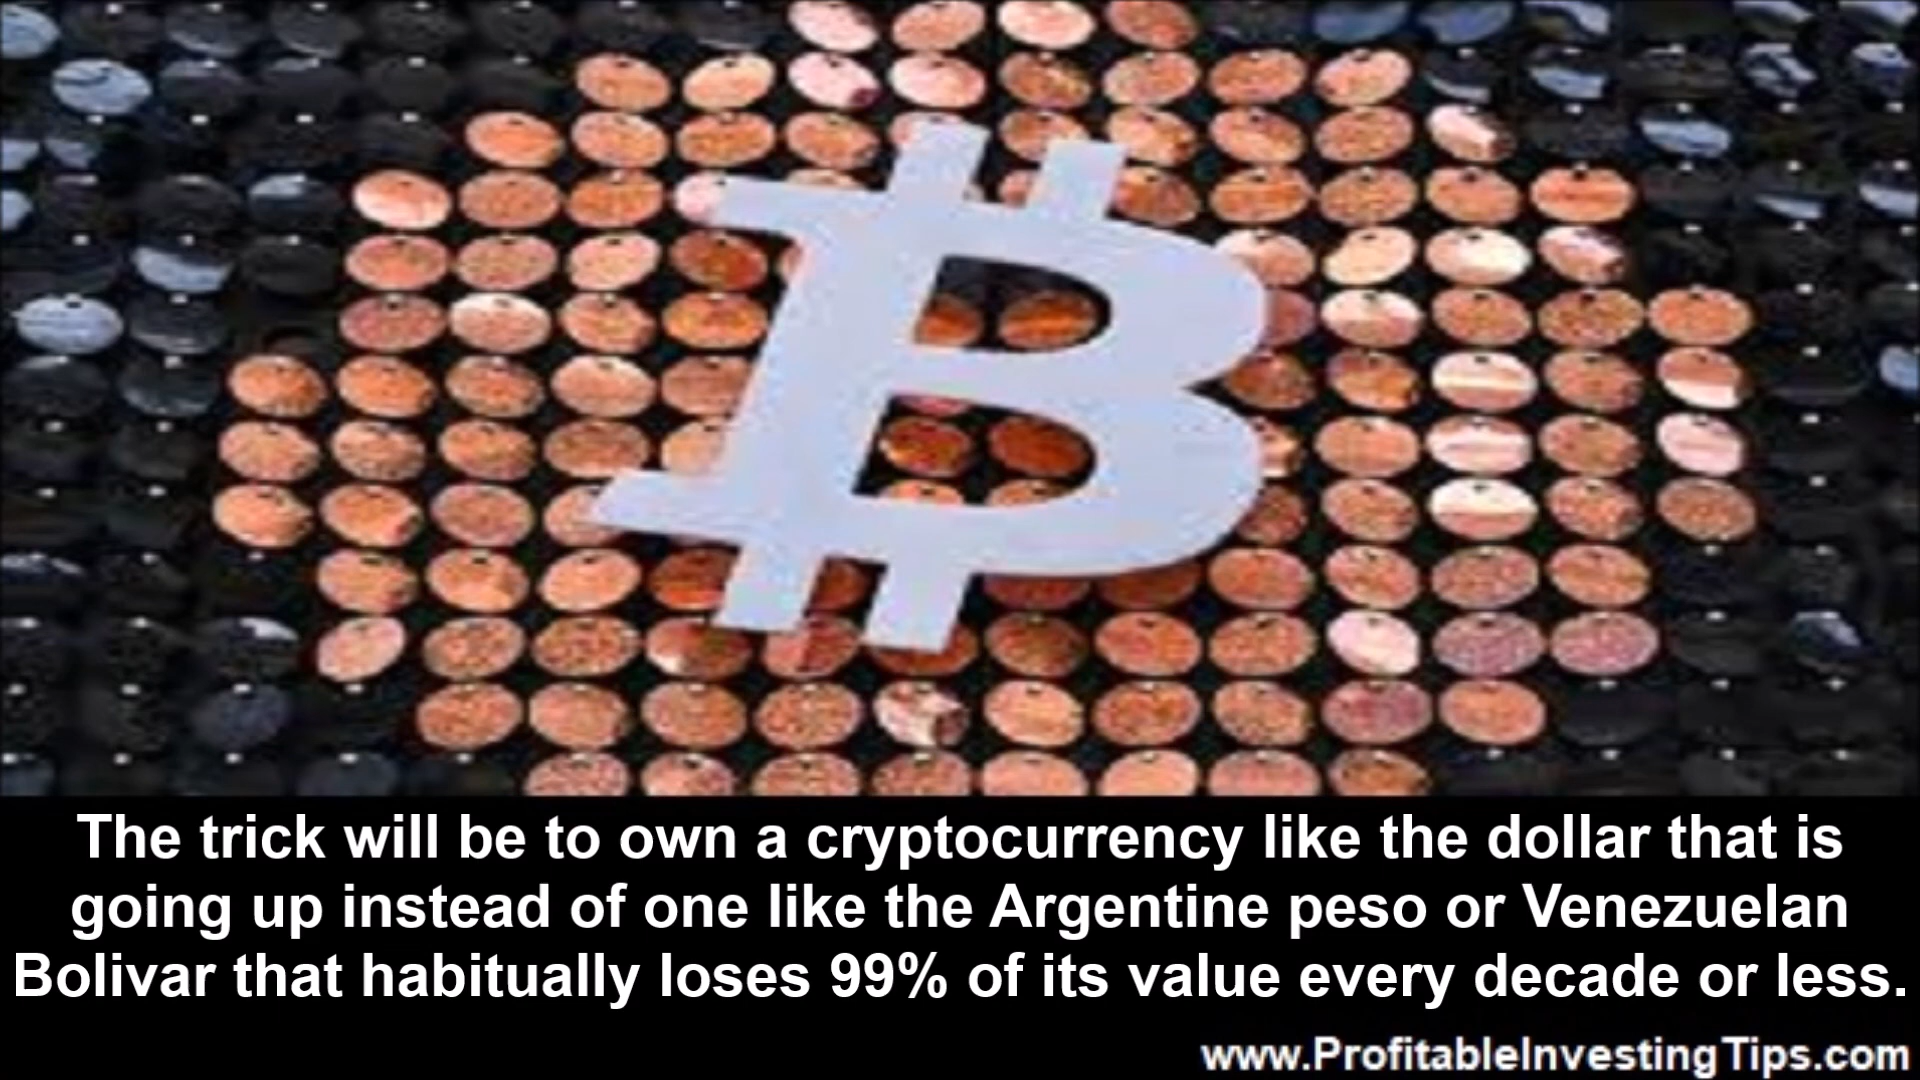 The trick will be to own a cryptocurrency like the dollar that is
going up instead of one like the Argentine peso or Venezuelan
Bolivar that habitually loses 99% of its value every decade or less.
www.ProfitableInvestingTips.com